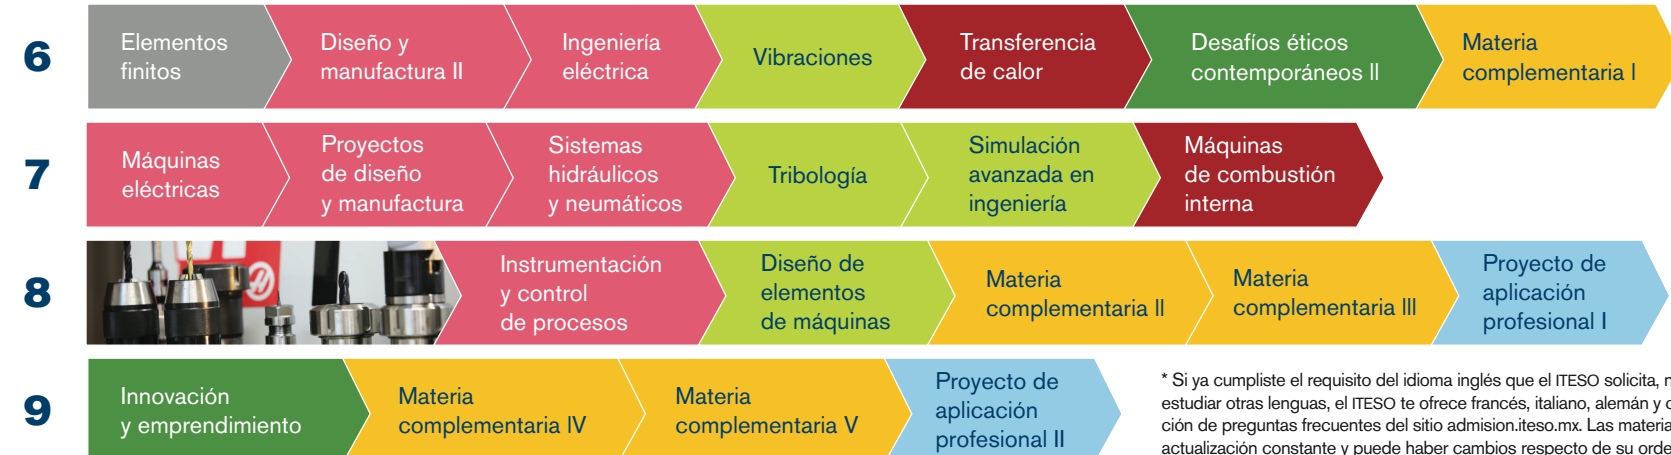 6
Elementos
finitos
Diseño y
manufactura II
Ingeniería
eléctrica
Vibraciones
Transferencia
de calor
Desafíos éticos
contemporáneos II
Materia
complementaria I
7
Máquinas
eléctricas
Proyectos
de diseño
y manufactura
Sistemas
hidráulicos
y neumáticos
Tribología
Simulación
avanzada en
ingeniería
Máquinas
de combustión
interna
8
Instrumentación
y control
de procesos
Diseño de
elementos
de máquinas
Materia
complementaria II
Materia
complementaria III
Proyecto de
aplicación
profesional I
9
Innovación
y emprendimiento
Materia
complementaria IV
Materia
complementaria V
Proyecto de
aplicación
profesional II
* Si ya cumpliste el requisito del idioma inglés que el ITESO solicita,
estudiar otras lenguas, el ITESO te ofrece francés, italiano, alemán y
ción de preguntas frecuentes del sitio admision.iteso.mx. Las
actualización constante y puede haber cambios respecto de su